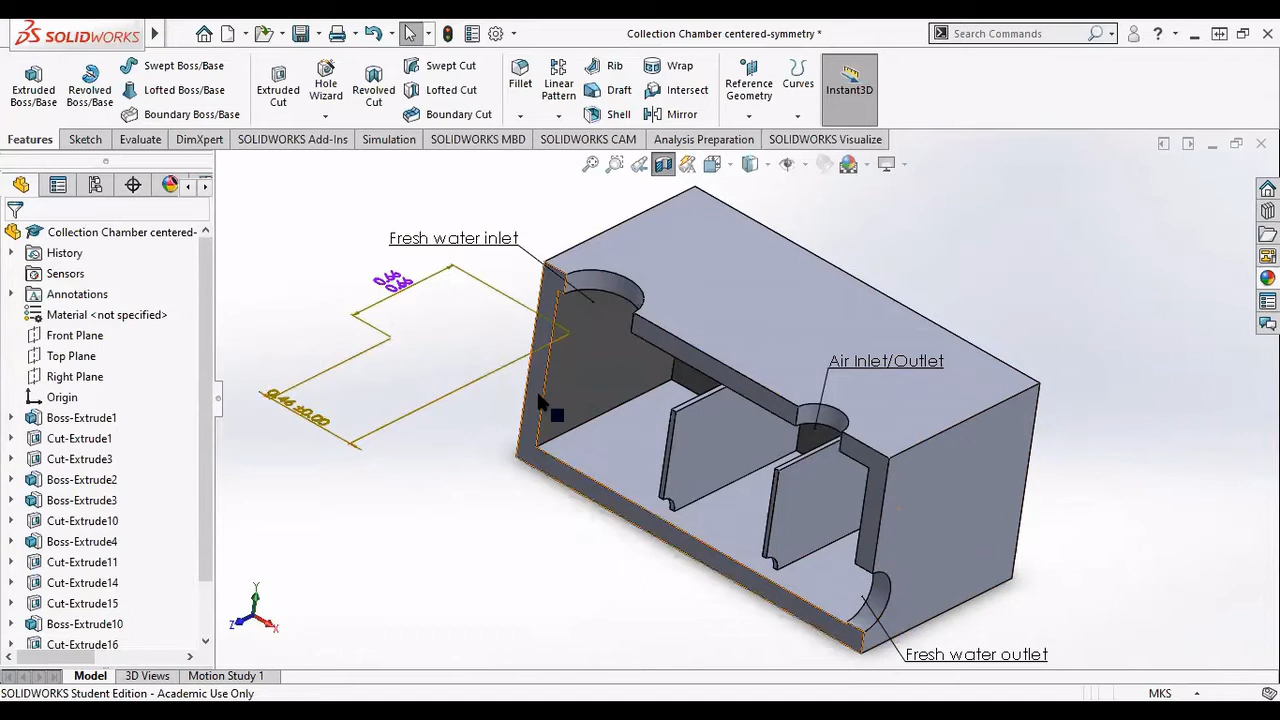 SOLIDWORKS
Collection Chamber centered-symmetry *
Search Commands
Extruded Boss/Base
Revolved Boss/Base
Swept Boss/Base
Lofted Boss/Base
Boundary Boss/Base
Extruded Cut
Hole Wizard
Revolved Cut
Swept Cut
Lofted Cut
Boundary Cut
Fillet
Linear Pattern
Rib
Draft
Shell
Wrap
Intersect
Mirror
Reference Geometry
Curves
Instant3D
Features
Sketch
Evaluate
DimXpert
SOLIDWORKS Add-Ins
Simulation
SOLIDWORKS MBD
SOLIDWORKS CAM
Analysis Preparation
SOLIDWORKS Visualize
Collection Chamber centered-
History
Sensors
Annotations
Material <not specified>
Front Plane
Top Plane
Right Plane
Origin
Boss-Extrude1
Cut-Extrude1
Cut-Extrude3
Boss-Extrude2
Boss-Extrude3
Cut-Extrude10
Boss-Extrude4
Cut-Extrude11
Cut-Extrude14
Cut-Extrude15
Boss-Extrude10
Cut-Extrude16
Fresh water inlet
0.66
0.66
Air Inlet/Outlet
Fresh water outlet
Y
Z
X
Model
3D Views
Motion Study 1
SOLIDWORKS Student Edition - Academic Use Only
MKS